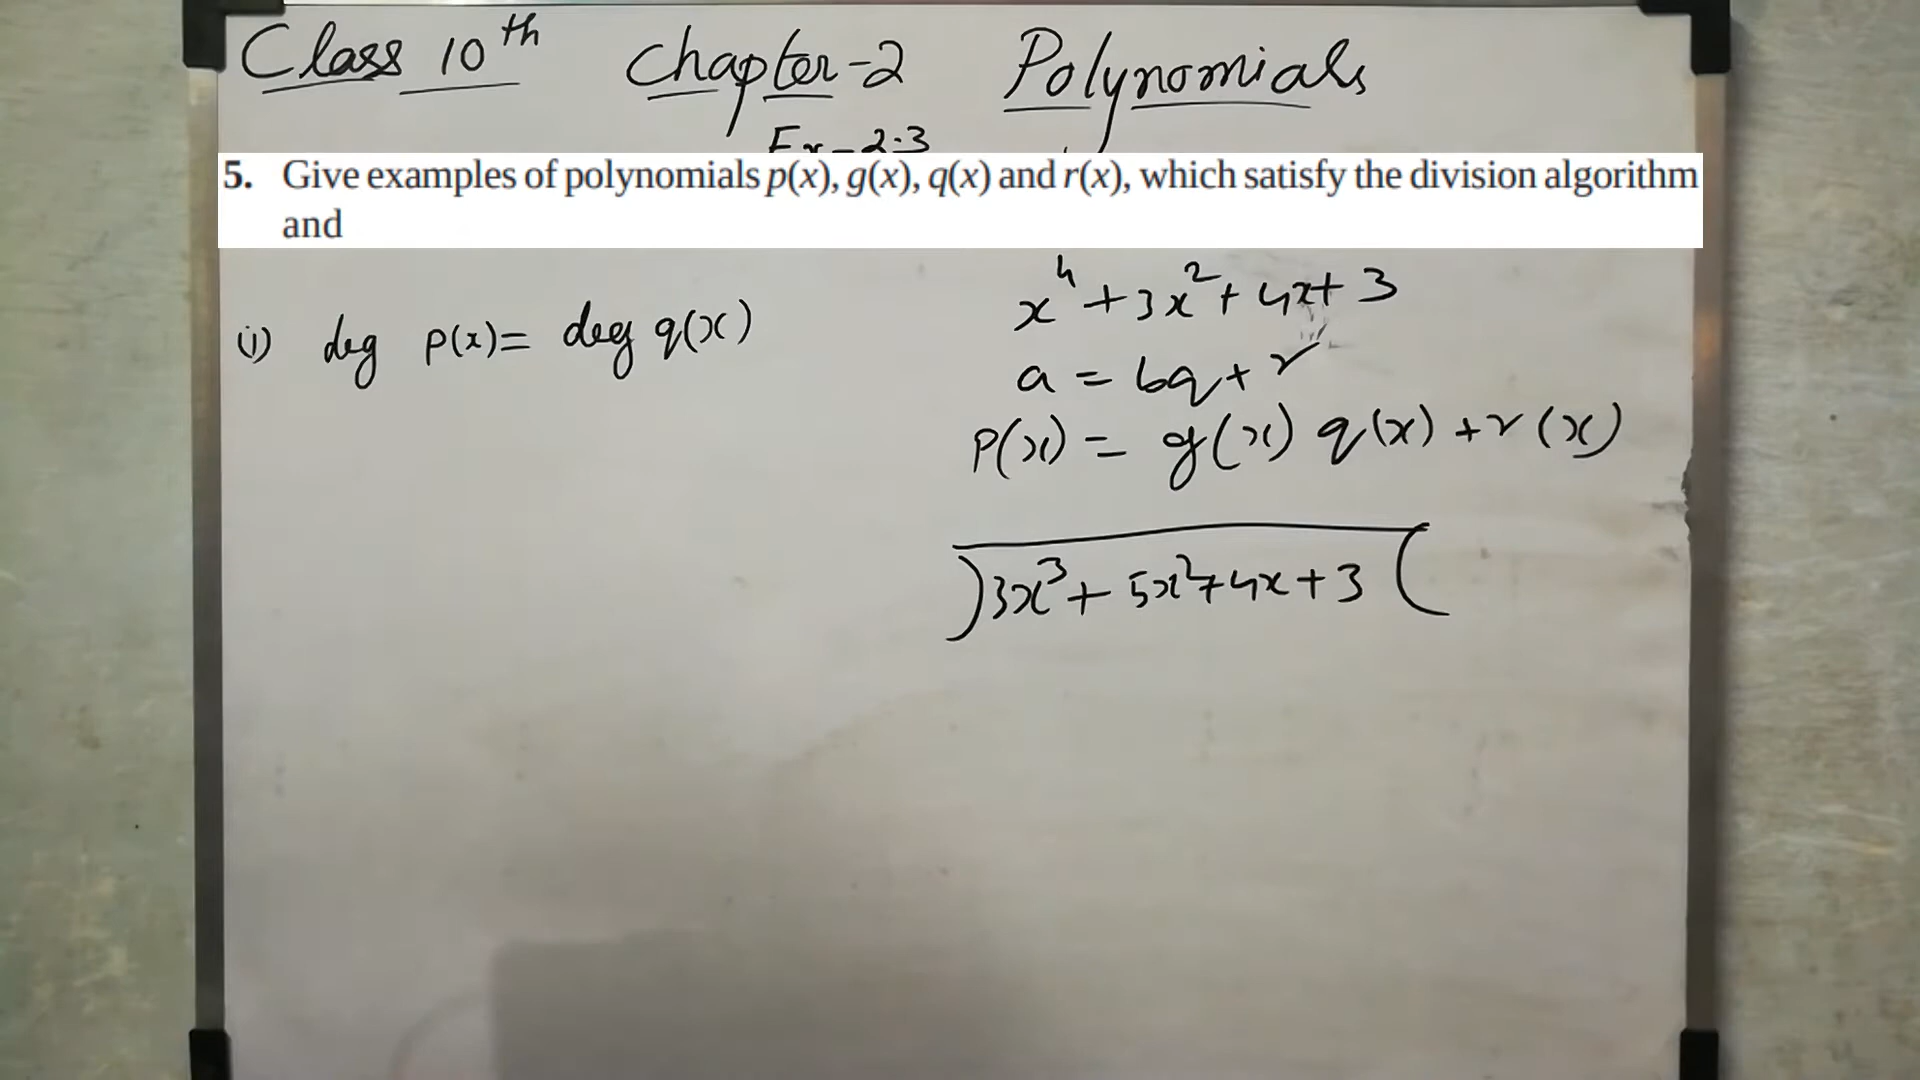 Class 10th Chapter-2 Polynomials
Ex-2.3
5. Give examples of polynomials p(x), g(x), q(x) and r(x), which satisfy the division algorithm
and
(i) deg p(x) = deg q(x)
x⁴ + 3x² + 4x + 3
a = bq + r
p(x) = g(x) q(x) + r(x)
)3x³ + 5x² + 4x + 3(